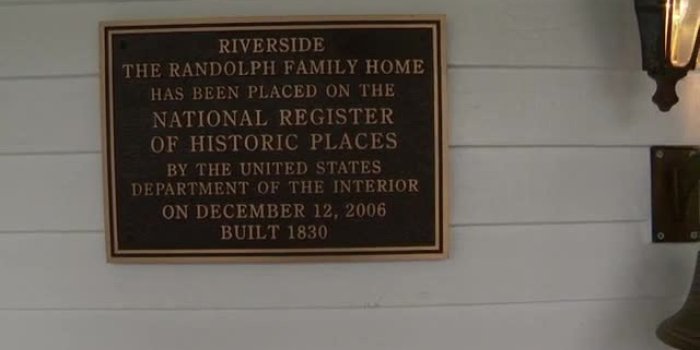 RIVERSIDE
THE RANDOLPH FAMILY HOME
HAS BEEN PLACED ON THE
NATIONAL REGISTER
OF HISTORIC PLACES
BY THE UNITED STATES
DEPARTMENT OF THE INTERIOR
ON DECEMBER 12, 2006
BUILT 1830